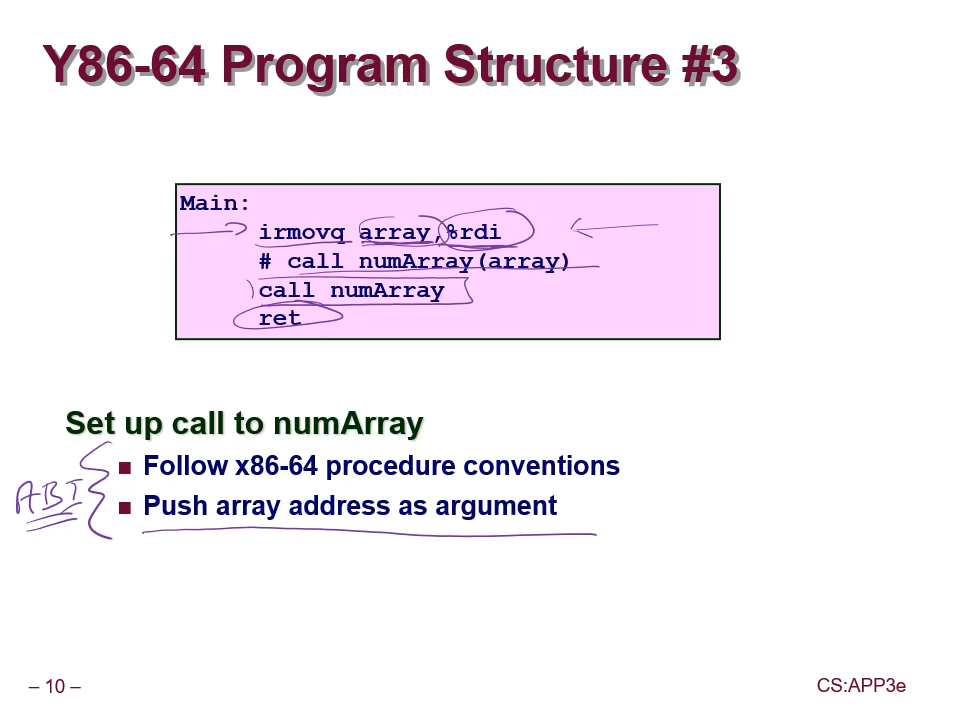 Y86-64 Program Structure #3
Main:
irmovq array,%rdi
# call numArray(array)
call numArray
ret
Set up call to numArray
Follow x86-64 procedure conventions
ABI
Push array address as argument
– 10 –
CS:APP3e